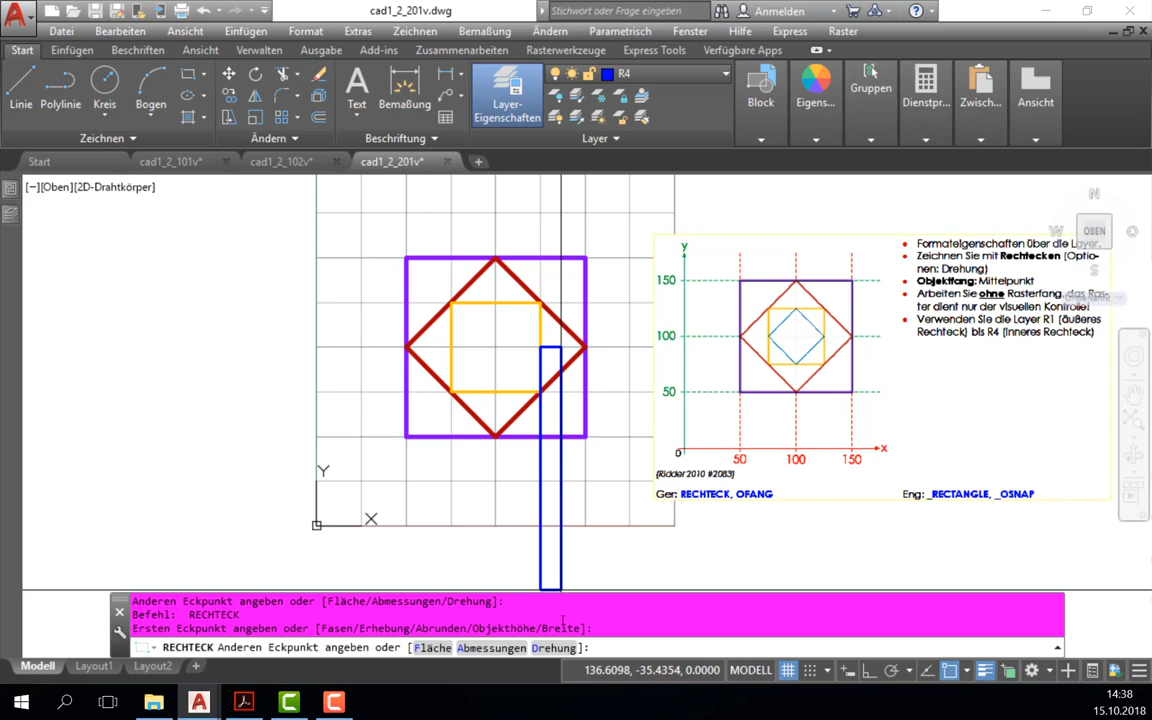 cad1_2_201v.dwg
Stichwort oder Frage eingeben
Anmelden
Datei Bearbeiten Ansicht Einfügen Format Extras Zeichnen Bemaßung Ändern Parametrisch Fenster Hilfe Express Raster
Start Einfügen Beschriften Ansicht Verwalten Ausgabe Add-ins Zusammenarbeiten Rasterwerkzeuge Express Tools Verfügbare Apps
R4
Linie Polylinie Kreis Bogen Text Bemaßung Layer-
Eigenschaften
Block Eigens... Gruppen Dienstpr... Zwisch... Ansicht
Zeichnen Ändern Beschriftung Layer
Start cad1_2_101v* cad1_2_102v* cad1_2_201v*
[−][Oben][2D-Drahtkörper]
N
W OBEN O
Y
X
y
150
100
50
0
50 100 150
x
Formateigenschaften über die Layer.
Zeichnen Sie mit Rechtecken (Optio-
nen: Drehung)
Objektfang: Mittelpunkt
Arbeiten Sie ohne Rasterfang, das Ras-
ter dient nur der visuellen Kontrolle!
Verwenden Sie die Layer R1 (äußeres
Rechteck) bis R4 (inneres Rechteck)
(Ridder 2010 #2083)
Ger: RECHTECK, OFANG
Eng: _RECTANGLE, _OSNAP
Anderen Eckpunkt angeben oder [Fläche/Abmessungen/Drehung]:
Befehl: RECHTECK
Ersten Eckpunkt angeben oder [Fasen/Erhebung/Abrunden/Objekthöhe/Breite]:
RECHTECK Anderen Eckpunkt angeben oder [Fläche Abmessungen Drehung]:
Modell Layout1 Layout2
136.6098, -35.4354, 0.0000 MODELL
14:38
15.10.2018